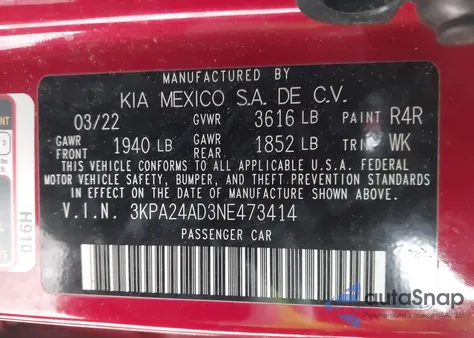 MANUFACTURED BY
KIA MEXICO S.A. DE C.V.
03/22 GVWR 3616 LB PAINT R4R
GAWR FRONT 1940 LB GAWR REAR. 1852 LB TRIM WK
THIS VEHICLE CONFORMS TO ALL APPLICABLE U.S.A. FEDERAL
MOTOR VEHICLE SAFETY, BUMPER, AND THEFT PREVENTION STANDARDS
IN EFFECT ON THE DATE OF MANUFACTURE SHOWN ABOVE.
V.I.N. 3KPA24AD3NE473414
PASSENGER CAR
H910
autoSnap